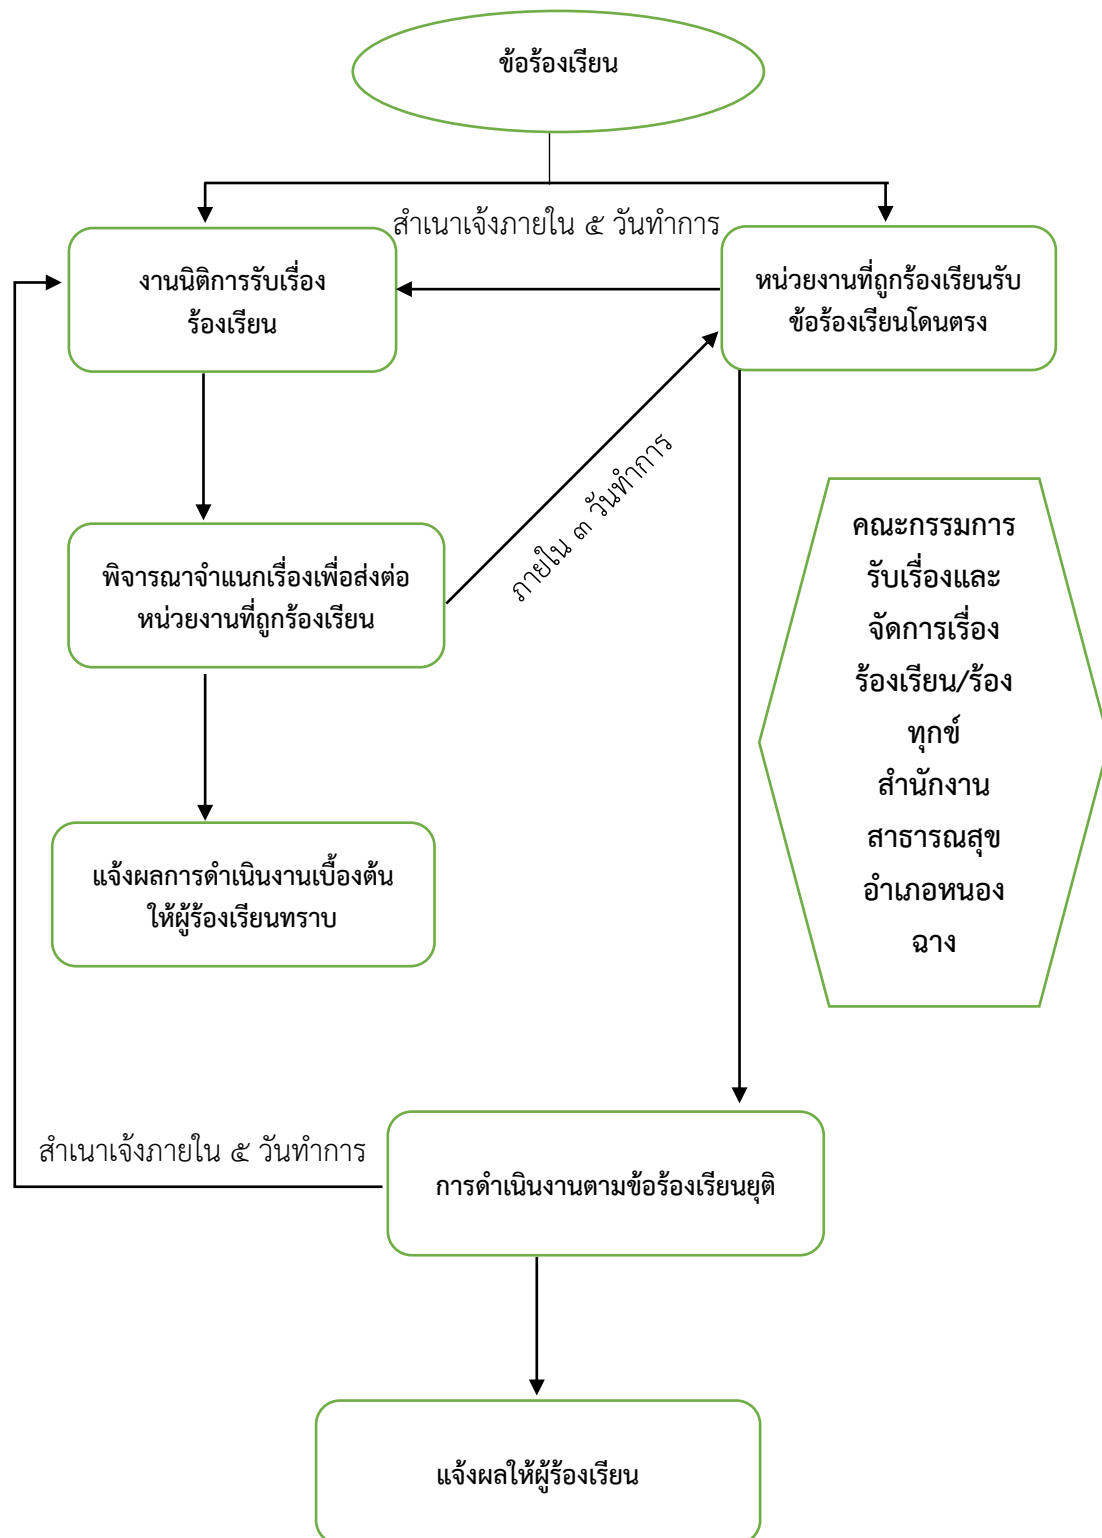 ข้อร้องเรียน
สำเนาเจ้งภายใน ๕ วันทำการ
งานนิติการรับเรื่อง
ร้องเรียน
หน่วยงานที่ถูกร้องเรียนรับ
ข้อร้องเรียนโดนตรง
ภายใน ๓ วันทำการ
พิจารณาจำแนกเรื่องเพื่อส่งต่อ
หน่วยงานที่ถูกร้องเรียน
คณะกรรมการ
รับเรื่องและ
จัดการเรื่อง
ร้องเรียน/ร้อง
ทุกข์
สำนักงาน
สาธารณสุข
อำเภอหนอง
ฉาง
แจ้งผลการดำเนินงานเบื้องต้น
ให้ผู้ร้องเรียนทราบ
สำเนาเจ้งภายใน ๕ วันทำการ
การดำเนินงานตามข้อร้องเรียนยุติ
แจ้งผลให้ผู้ร้องเรียน